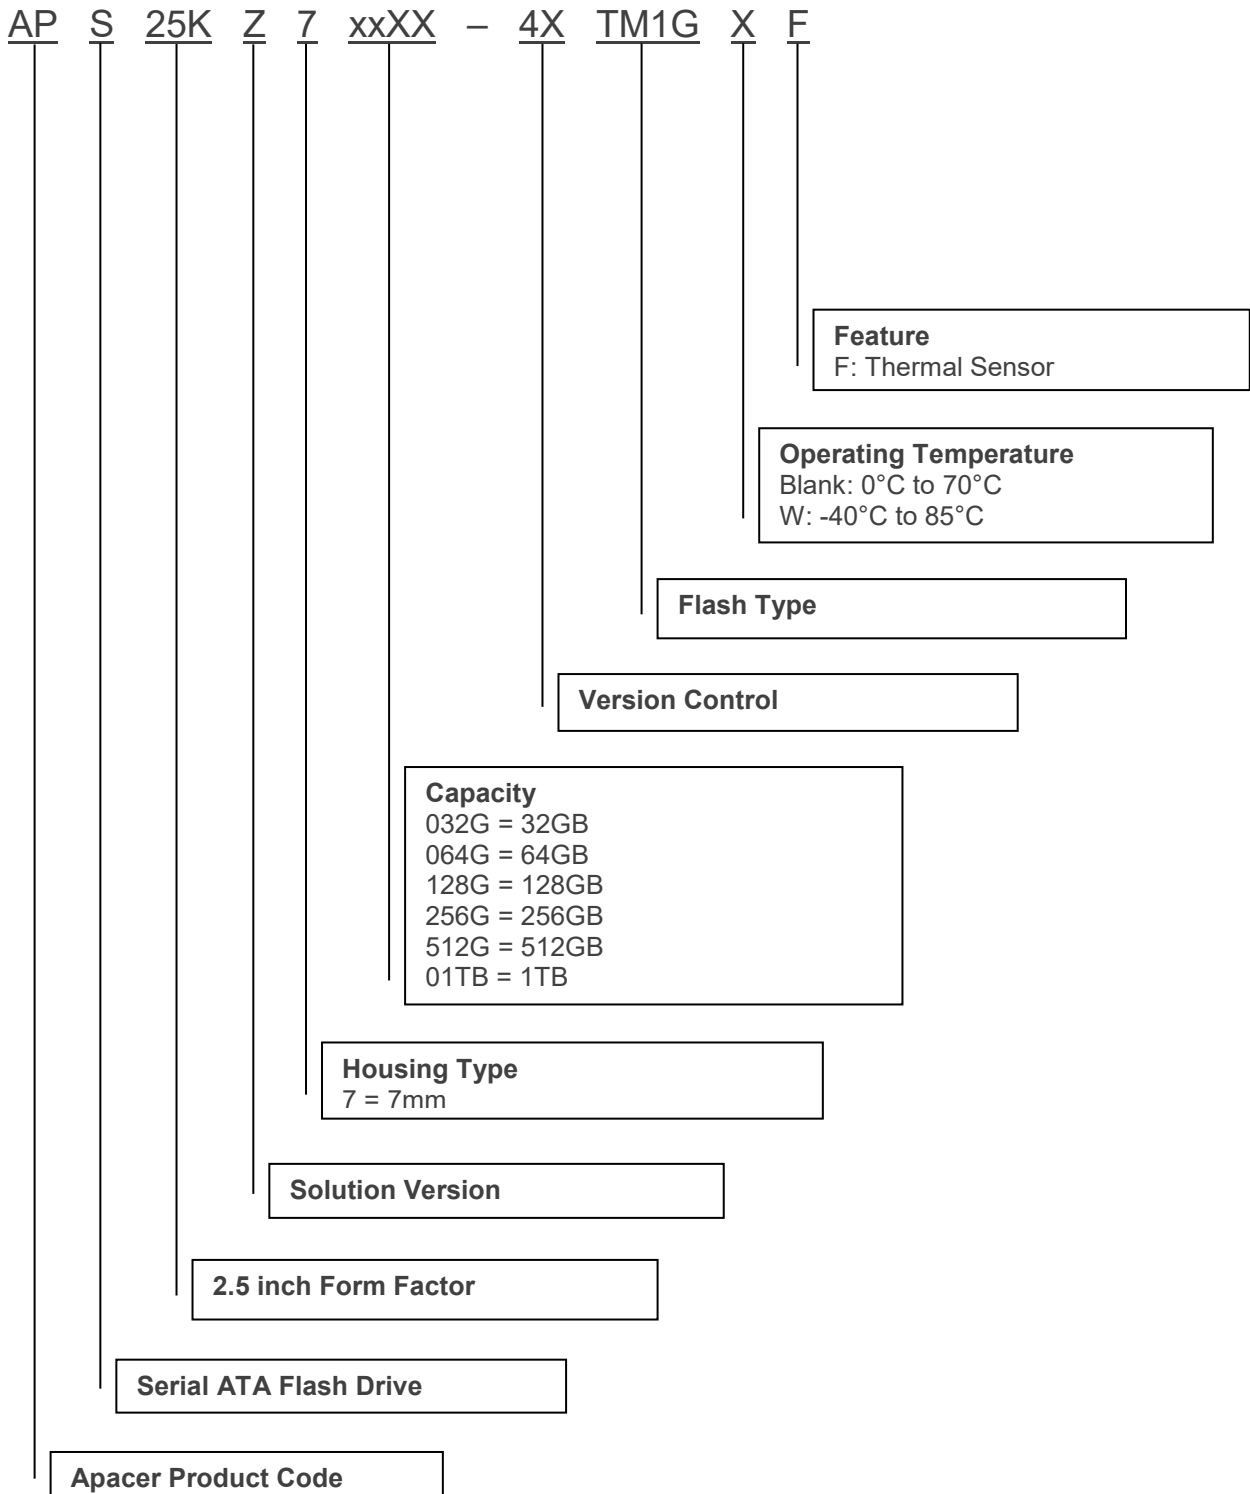 AP S 25K Z 7 xxXX – 4X TM1G X F
Feature
F: Thermal Sensor
Operating Temperature
Blank: 0°C to 70°C
W: -40°C to 85°C
Flash Type
Version Control
Capacity
032G = 32GB
064G = 64GB
128G = 128GB
256G = 256GB
512G = 512GB
01TB = 1TB
Housing Type
7 = 7mm
Solution Version
2.5 inch Form Factor
Serial ATA Flash Drive
Apacer Product Code